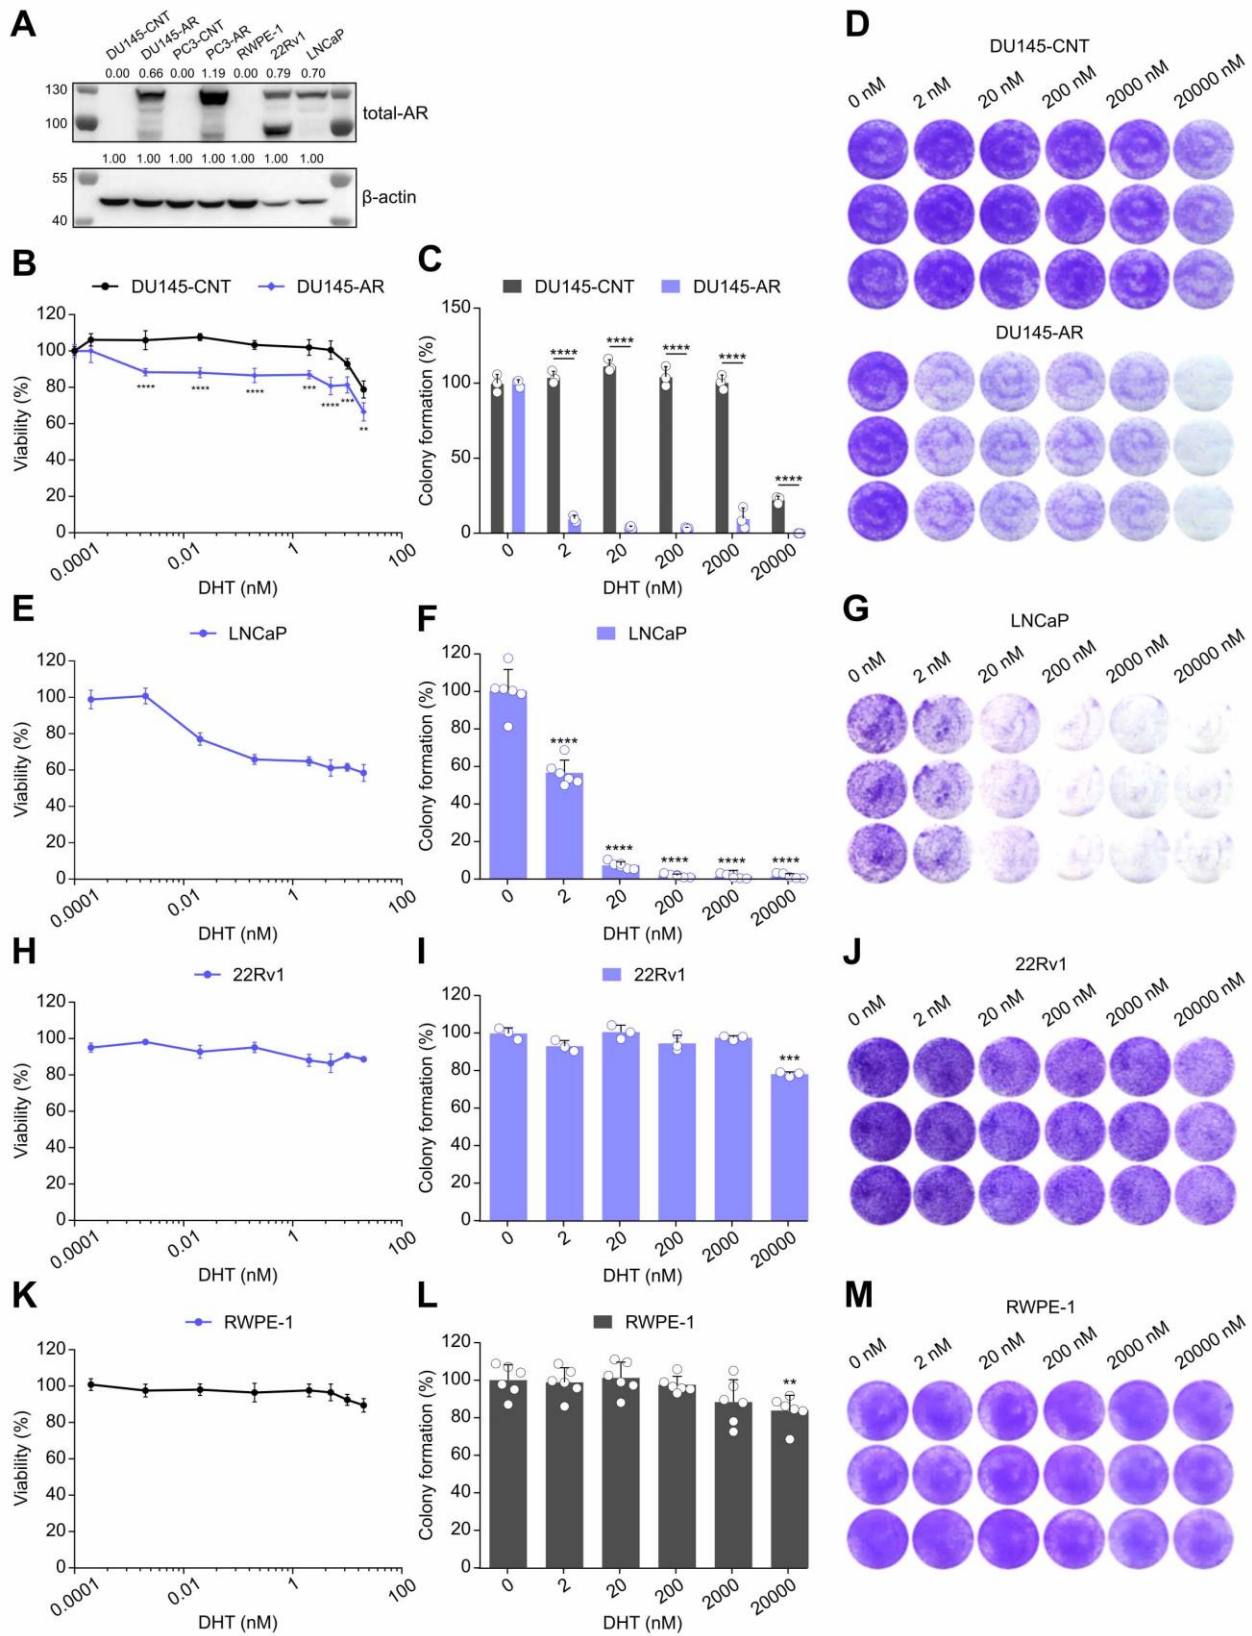 A
DU145-CNT DU145-AR PC3-CNT PC3-AR RWPE-1 22Rv1 LNCaP
0.00 0.66 0.00 1.19 0.00 0.79 0.70
130
100
total-AR
1.00 1.00 1.00 1.00 1.00 1.00 1.00
55
40
β-actin
B
DU145-CNT DU145-AR
Viability (%)
120
100
80
60
40
20
0
**** **** **** *** **** *** **
0.0001 0.01 1 100
DHT (nM)
C
DU145-CNT DU145-AR
Colony formation (%)
150
100
50
0
**** **** **** **** ****
0 2 20 200 2000 20000
DHT (nM)
D
DU145-CNT
0 nM 2 nM 20 nM 200 nM 2000 nM 20000 nM
DU145-AR
E
LNCaP
Viability (%)
120
100
80
60
40
20
0
0.0001 0.01 1 100
DHT (nM)
F
LNCaP
Colony formation (%)
120
100
80
60
40
20
0
**** **** **** **** ****
0 2 20 200 2000 20000
DHT (nM)
G
LNCaP
0 nM 2 nM 20 nM 200 nM 2000 nM 20000 nM
H
22Rv1
Viability (%)
120
100
80
60
40
20
0
0.0001 0.01 1 100
DHT (nM)
I
22Rv1
Colony formation (%)
120
100
80
60
40
20
0
***
0 2 20 200 2000 20000
DHT (nM)
J
22Rv1
0 nM 2 nM 20 nM 200 nM 2000 nM 20000 nM
K
RWPE-1
Viability (%)
120
100
80
60
40
20
0
0.0001 0.01 1 100
DHT (nM)
L
RWPE-1
Colony formation (%)
120
100
80
60
40
20
0
**
0 2 20 200 2000 20000
DHT (nM)
M
RWPE-1
0 nM 2 nM 20 nM 200 nM 2000 nM 20000 nM